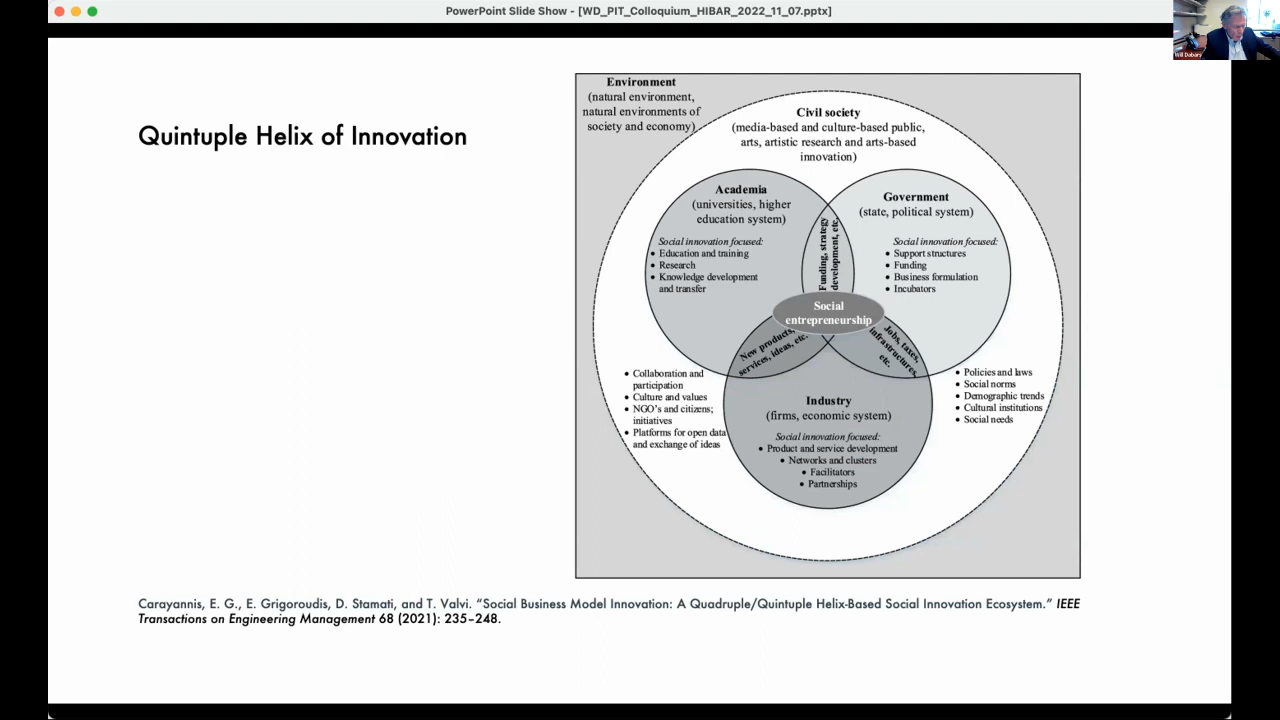 PowerPoint Slide Show - [WD_PIT_Colloquium_HIBAR_2022_11_07.pptx]
Will Dabars
Quintuple Helix of Innovation
Environment
(natural environment,
natural environments of
society and economy)
Civil society
(media-based and culture-based public,
arts, artistic research and arts-based
innovation)
Academia
(universities, higher
education system)
Social innovation focused:
• Education and training
• Research
• Knowledge development
and transfer
Funding, strategy
development, etc.
Government
(state, political system)
Social innovation focused:
• Support structures
• Funding
• Business formulation
• Incubators
Social
entrepreneurship
New products,
services, ideas, etc.
Jobs, taxes,
infrastructures,
etc.
• Collaboration and
participation
• Culture and values
• NGO's and citizens;
initiatives
• Platforms for open data
and exchange of ideas
Industry
(firms, economic system)
Social innovation focused:
• Product and service development
• Networks and clusters
• Facilitators
• Partnerships
• Policies and laws
• Social norms
• Demographic trends
• Cultural institutions
• Social needs
Carayannis, E. G., E. Grigoroudis, D. Stamati, and T. Valvi. “Social Business Model Innovation: A Quadruple/Quintuple Helix-Based Social Innovation Ecosystem.” IEEE
Transactions on Engineering Management 68 (2021): 235–248.